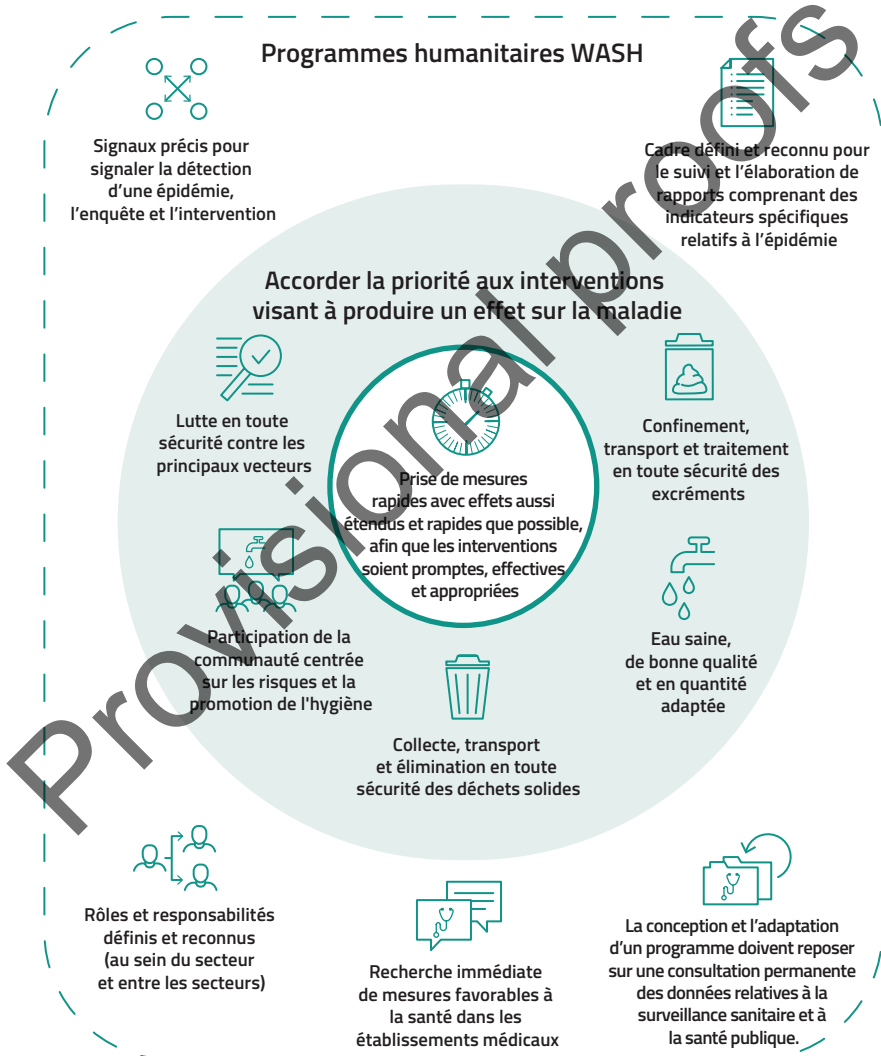 Programmes humanitaires WASH
Signaux précis pour
signaler la détection
d'une épidémie,
l'enquête et l'intervention
Cadre défini et reconnu pour
le suivi et l'élaboration de
rapports comprenant des
indicateurs spécifiques
relatifs à l'épidémie
Accorder la priorité aux interventions
visant à produire un effet sur la maladie
Lutte en toute
sécurité contre les
principaux vecteurs
Prise de mesures
rapides avec effets aussi
étendus et rapides que possible,
afin que les interventions
soient promptes, effectives
et appropriées
Confinement,
transport et traitement
en toute sécurité des
excréments
Participation de la
communauté centrée
sur les risques et la
promotion de l'hygiène
Eau saine,
de bonne qualité
et en quantité
adaptée
Collecte, transport
et élimination en toute
sécurité des déchets solides
Rôles et responsabilités
définis et reconnus
(au sein du secteur
et entre les secteurs)
Recherche immédiate
de mesures favorables à
la santé dans les
établissements médicaux
La conception et l'adaptation
d'un programme doivent reposer
sur une consultation permanente
des données relatives à la
surveillance sanitaire et à
la santé publique.
Provisional proofs